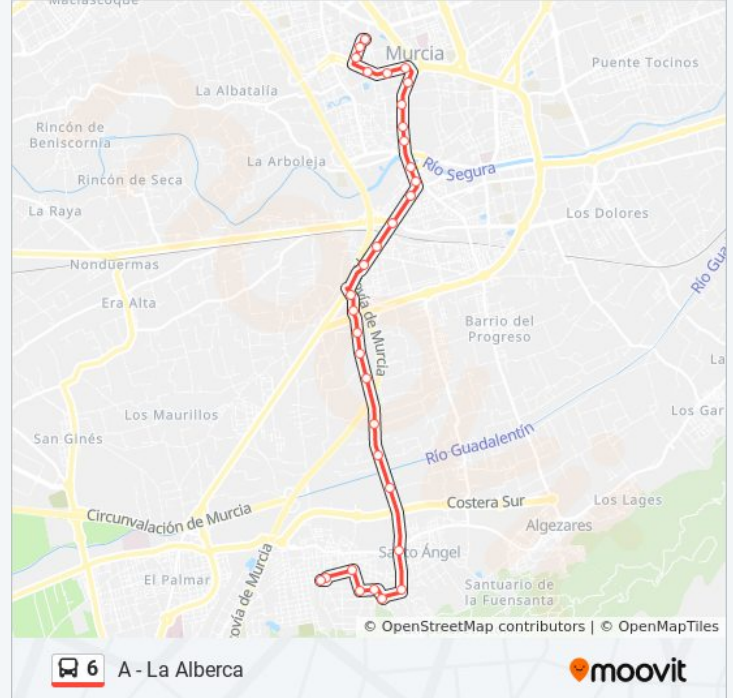 Maciascoque
Murcia
Puente Tocinos
La Albatalía
Rincón de
Beniscornia
La Arboleja
Río Segura
Rincón de Seca
La Raya
Los Dolores
Nonduermas
Río Gua
Era Alta
ovía de Murcia
Barrio del
Progreso
La
Los Maurillos
Los Gar
San Ginés
Río Guadalentín
Costera Sur
Los Lages
Circunvalación de Murcia
Algezares
Santo Ángel
El Palmar
Santuario de
la Fuensanta
rovía de Murcia
© OpenStreetMap contributors | © OpenMapTiles
6 A - La Alberca
moovit